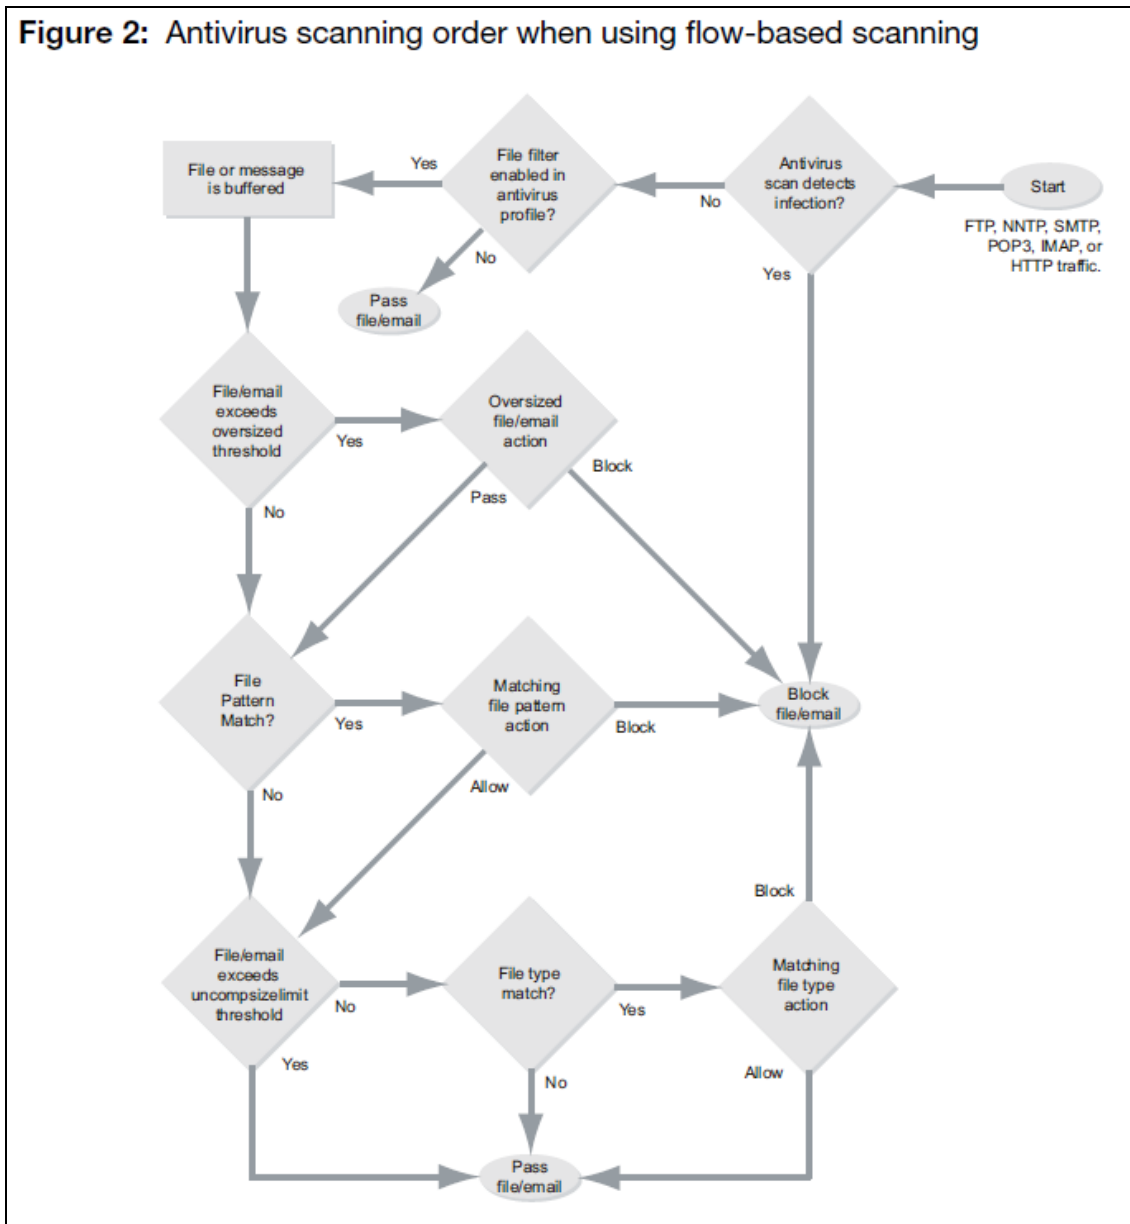 Figure 2: Antivirus scanning order when using flow-based scanning
File or message
is buffered
Yes
File filter
enabled in
antivirus
profile?
No
Antivirus
scan detects
infection?
Start
FTP, NNTP, SMTP,
POP3, IMAP, or
HTTP traffic.
No
Yes
Pass
file/email
File/email
exceeds
oversized
threshold
Yes
Oversized
file/email
action
Block
Pass
No
File
Pattern
Match?
Yes
Matching
file pattern
action
Block
Block
file/email
Allow
No
Block
File/email
exceeds
uncompsizelimit
threshold
No
File type
match?
Yes
Matching
file type
action
Yes
No
Allow
Pass
file/email